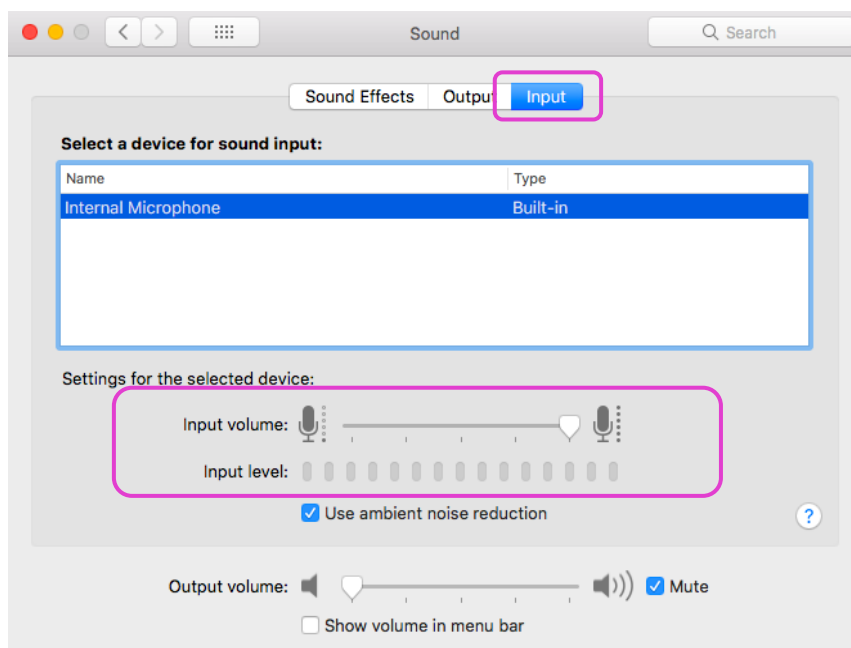 Sound
Search
Sound Effects Output Input
Select a device for sound input:
Name Type
Internal Microphone Built-in
Settings for the selected device:
Input volume:
Input level:
Use ambient noise reduction
?
Output volume: Mute
Show volume in menu bar